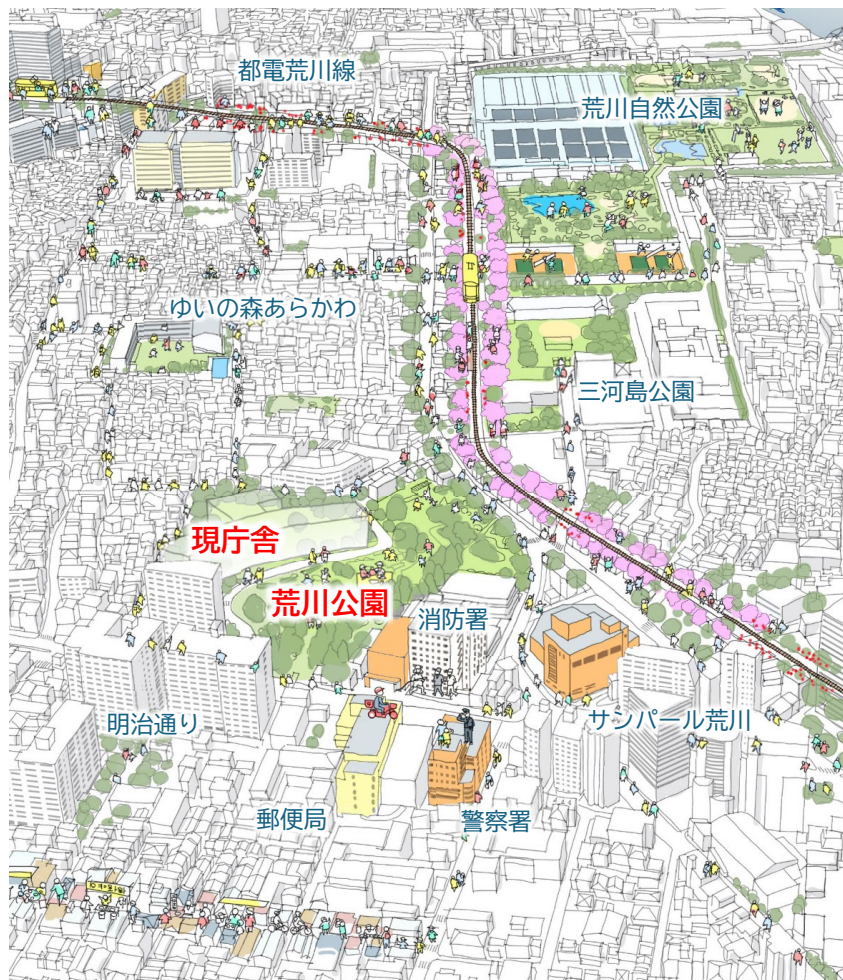 都電荒川線
荒川自然公園
ゆいの森あらかわ
三河島公園
現庁舎
荒川公園
消防署
明治通り
サンパール荒川
郵便局
警察署